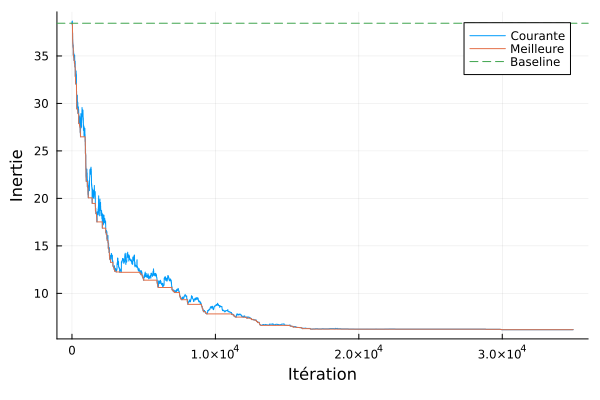 Inertie
35
30
25
20
15
10
Courante
Meilleure
Baseline
0
1.0×10⁴
2.0×10⁴
3.0×10⁴
Itération